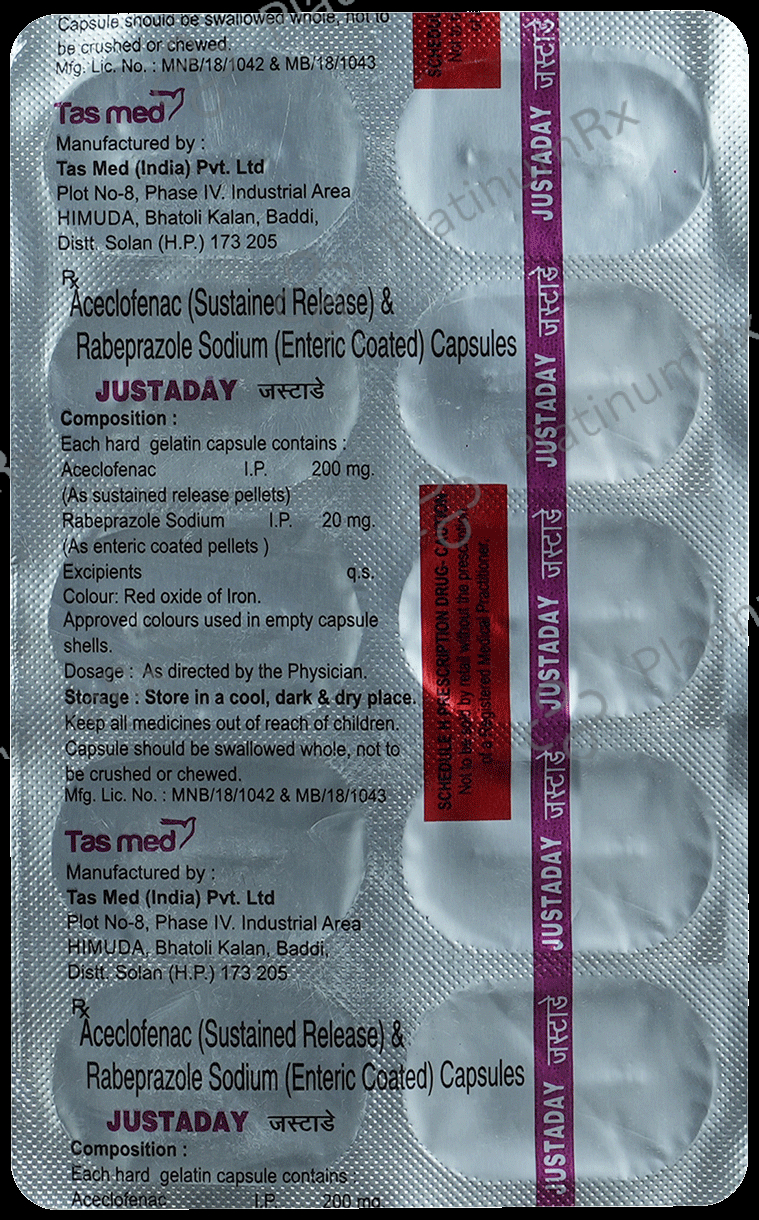 Capsule should be swallowed whole, not to
be crushed or chewed.
Mfg. Lic. No. : MNB/18/1042 & MB/18/1043
Tas med
Manufactured by :
Tas Med (India) Pvt. Ltd
Plot No-8, Phase IV. Industrial Area
HIMUDA, Bhatoli Kalan, Baddi,
Distt. Solan (H.P.) 173 205
Rx
Aceclofenac (Sustained Release) &
Rabeprazole Sodium (Enteric Coated) Capsules
JUSTADAY जस्टाडे
Composition :
Each hard gelatin capsule contains :
Aceclofenac I.P. 200 mg.
(As sustained release pellets)
Rabeprazole Sodium I.P. 20 mg.
(As enteric coated pellets )
Excipients q.s.
Colour: Red oxide of Iron.
Approved colours used in empty capsule
shells.
Dosage : As directed by the Physician.
Storage : Store in a cool, dark & dry place.
Keep all medicines out of reach of children.
Capsule should be swallowed whole, not to
be crushed or chewed.
Mfg. Lic. No. : MNB/18/1042 & MB/18/1043
Tas med
Manufactured by :
Tas Med (India) Pvt. Ltd
Plot No-8, Phase IV. Industrial Area
HIMUDA, Bhatoli Kalan, Baddi,
Distt. Solan (H.P.) 173 205
Rx
Aceclofenac (Sustained Release) &
Rabeprazole Sodium (Enteric Coated) Capsules
JUSTADAY जस्टाडे
Composition :
Each hard gelatin capsule contains :
Aceclofenac I.P. 200 mg
SCHEDULE H PRESCRIPTION DRUG- CAUTION
Not to be sold by retail without the prescription
of a Registered Medical Practitioner.
JUSTADAY जस्टाडे
JUSTADAY जस्टाडे
JUSTADAY जस्टाडे
JUSTADAY जस्टाडे
JUSTADAY जस्टाडे
PlatinumRx
PlatinumRx